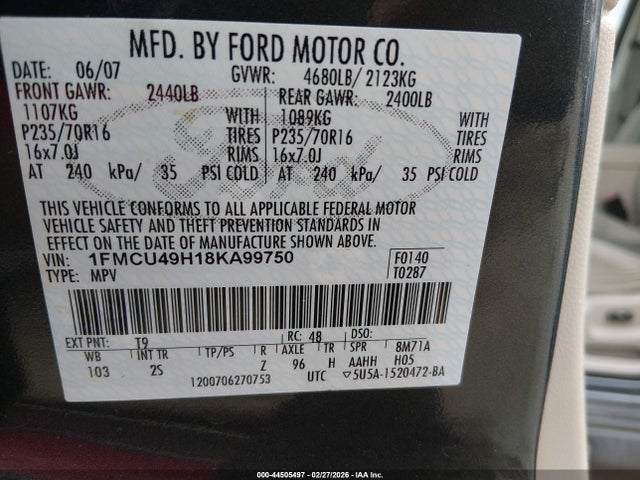 MFD. BY FORD MOTOR CO.
DATE: 06/07 GVWR: 4680LB/ 2123KG
FRONT GAWR: 2440LB REAR GAWR: 2400LB
1107KG WITH 1089KG WITH
P235/70R16 TIRES P235/70R16 TIRES
16x7.0J RIMS 16x7.0J RIMS
AT 240 kPa/ 35 PSI COLD AT 240 kPa/ 35 PSI COLD
Ford
THIS VEHICLE CONFORMS TO ALL APPLICABLE FEDERAL MOTOR
VEHICLE SAFETY AND THEFT PREVENTION STANDARDS IN
EFFECT ON THE DATE OF MANUFACTURE SHOWN ABOVE.
VIN: 1FMCU49H18KA99750 F0140
TYPE: MPV T0287
EXT PNT: T9 RC: 48 DSO:
WB INT TR TP/PS R AXLE TR SPR 8M71A
103 2S Z 96 H AAHH H05
1200706270753 UTC ▽5U5A-1520472-BA
000-44505497 - 02/27/2026 - IAA Inc.